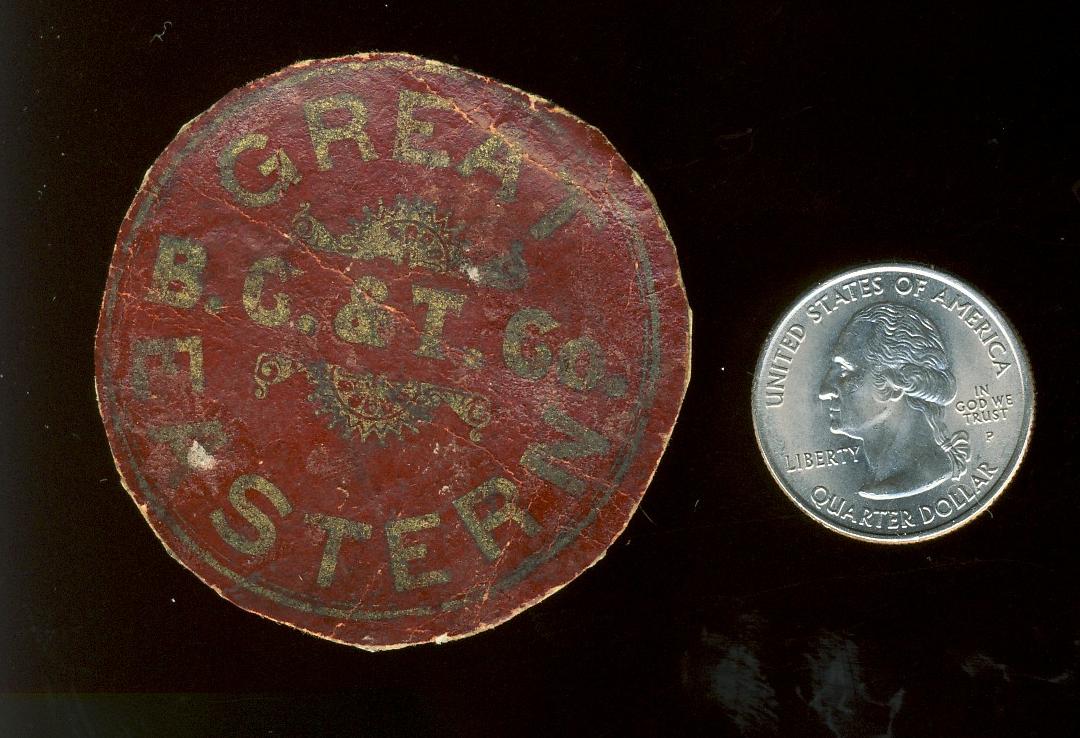 GREAT
B. C. & T. Co.
EASTERN
UNITED STATES OF AMERICA
IN
GOD WE
TRUST
P
LIBERTY
QUARTER DOLLAR